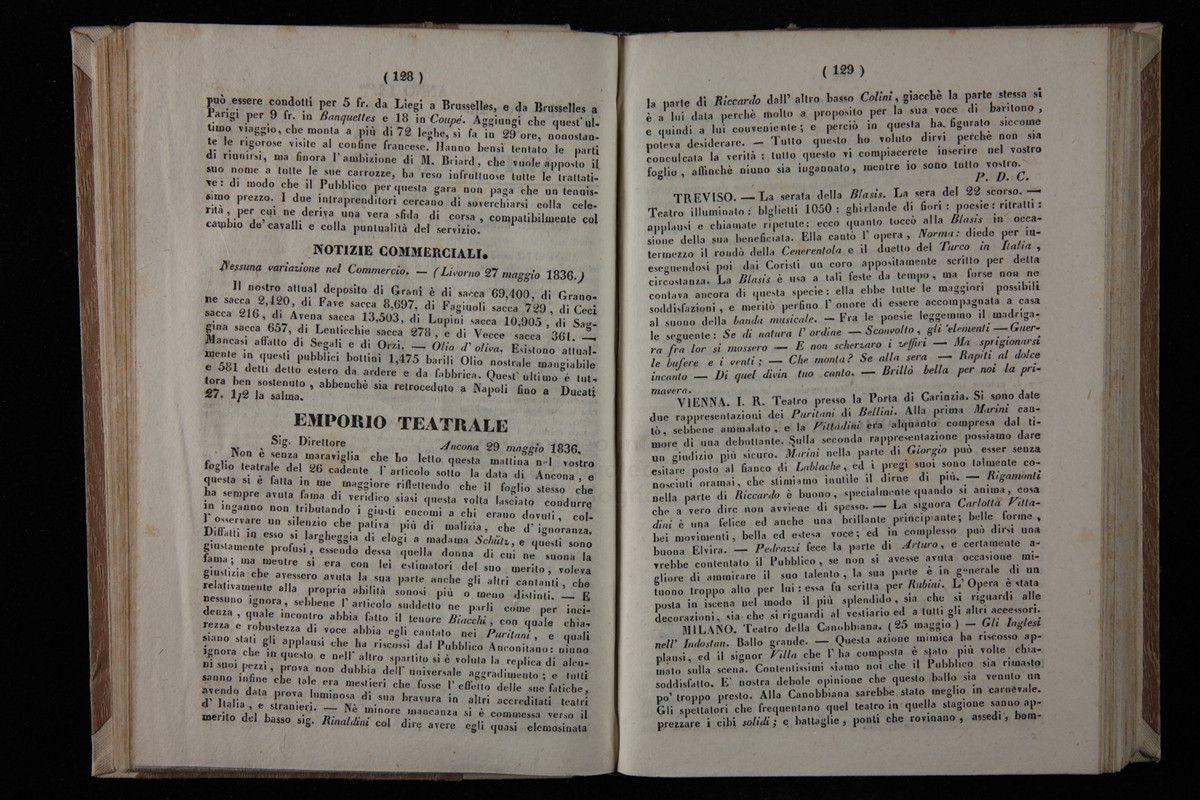 ( 128 )
può essere condotti per 5 fr. da Liegi a Brusselles, e da Brusselles a
Parigi per 9 fr. in Banquettes e 18 in Coupé. Aggiungi che quest' ul-
timo viaggio, che monta a più di 72 leghe, si fa in 29 ore, nonostan-
te le rigorose visite al confine francese. Hanno bensì tentato le parti
di riunirsi, ma finora l' ambizione di M. Briard, che vuole apposto il
suo nome a tutte le sue carrozze, ha reso infruttuose tutte le trattati-
ve: di modo che il Pubblico per questa gara non paga che un tenuis-
simo prezzo. I due intraprenditori cercano di soverchiarsi colla cele-
rità, per cui ne deriva una vera sfida di corsa, compatibilmente col
cambio de' cavalli e colla puntualità del servizio.
NOTIZIE COMMERCIALI.
Nessuna variazione nel Commercio. — (Livorno 27 maggio 1836.)
Il nostro attual deposito di Grani è di sacca 69,400, di Grano-
ne sacca 2,420, di Fave sacca 8,697, di Fagiuoli sacca 729, di Ceci
sacca 216, di Avena sacca 13,503, di Lupini sacca 10,905, di Sag-
gina sacca 657, di Lenticchie sacca 278, e di Vecce sacca 361. —
Mancasi affatto di Segali e di Orzi. — Olio d' oliva. Esistono attual-
mente in questi pubblici bottini 1,475 barili Olio nostrale mangiabile
e 581 detti detto estero da ardere e da fabbrica. Quest' ultimo è tut-
tora ben sostenuto, abbenchè sia retroceduto a Napoli fino a Ducati
27. 1/2 la salma.
EMPORIO TEATRALE
Sig. Direttore Ancona 29 maggio 1836.
Non è senza maraviglia che ho letto questa mattina nel vostro
foglio teatrale del 26 cadente l' articolo sotto la data di Ancona, e
questa si è fatta in me maggiore riflettendo che il foglio stesso che
ha sempre avuta fama di veridico siasi questa volta lasciato condurre
in inganno non tributando i giusti encomi a chi erano dovuti, col-
l' osservare un silenzio che pativa più di malizia, che d' ignoranza.
Diffatti in esso si largheggia di elogi a madama Schütz, e questi sono
giustamente profusi, essendo dessa quella donna di cui ne suona la
fama; ma mentre si era con lei estimatori del suo merito, voleva
giustizia che avessero avuta la sua parte anche gli altri cantanti, che
relativamente alla propria abilità sonosi più o meno distinti. — E
nessuno ignora, sebbene l' articolo suddetto ne parli come per inci-
denza, quale incontro abbia fatto il tenore Biacchi, con quale chia-
rezza e robustezza di voce abbia egli cantato nei Puritani, e quali
siano stati gli applausi che ha riscossi dal Pubblico Anconitano: niuno
ignora che in questo e nell' altro spartito si è voluta la replica di alcu-
ni suoi pezzi, prova non dubbia dell' universale aggradimento; e tutti
sanno infine che tale era mestieri che fosse l' effetto delle sue fatiche,
avendo data prova luminosa di sua bravura in altri accreditati teatri
d' Italia, e stranieri. — Nè minore mancanza si è commessa verso il
merito del basso sig. Rinaldini col dire avere egli quasi elemosinata
( 129 )
la parte di Riccardo dall' altro basso Colini, giacchè la parte stessa si
è a lui data perchè molto a proposito per la sua voce di baritono,
e quindi a lui conveniente; e perciò in questa ha figurato siccome
poteva desiderare. — Tutto questo ho voluto dirvi perchè non sia
conculcata la verità: tutto questo vi compiacerete inserire nel vostro
foglio, affinchè niuno sia ingannato, mentre io sono tutto vostro.
P. D. C.
TREVISO. — La serata della Blasis. La sera del 22 scorso. —
Teatro illuminato: biglietti 1050: ghirlande di fiori: poesie: ritratti:
applausi e chiamate ripetute: ecco quanto toccò alla Blasis in occa-
sione della sua beneficiata. Ella cantò l' opera, Norma: diede per in-
termezzo il rondò della Cenerentola e il duetto del Turco in Italia,
eseguendosi poi dai Coristi un coro appositamente scritto per detta
circostanza. La Blasis è usa a tali feste da tempo, ma forse non ne
contava ancora di questa specie: ella ebbe tutte le maggiori possibili
soddisfazioni, e meritò perfino l' onore di essere accompagnata a casa
al suono della banda musicale. — Fra le poesie leggemmo il madriga-
le seguente: Se di natura l' ordine — Sconvolto, gli elementi — Guer-
ra fra lor si mossero — E non scherzaro i zeffiri — Ma sprigionarsi
le bufere e i venti; — Che monta? Se alla sera — Rapiti al dolce
incanto — Di quel divin tuo canto. — Brillò bella per noi la pri-
mavera.
VIENNA. I. R. Teatro presso la Porta di Carinzia. Si sono date
due rappresentazioni dei Puritani di Bellini. Alla prima Marini can-
tò, sebbene ammalato, e la Vittadini era alquanto compresa dal ti-
more di una debuttante. Sulla seconda rappresentazione possiamo dare
un giudizio più sicuro. Marini nella parte di Giorgio può esser senza
esitare posto al fianco di Lablache, ed i pregi suoi sono talmente co-
nosciuti oramai, che stimiamo inutile il dirne di più. — Rigamonti
nella parte di Riccardo è buono, specialmente quando si anima, cosa
che a vero dire non avviene di spesso. — La signora Carlotta Vitta-
dini è una felice ed anche una brillante principiante; belle forme,
bei movimenti, bella ed estesa voce; ed in complesso può dirsi una
buona Elvira. — Pedrazzi fece la parte di Arturo, e certamente a-
vrebbe contentato il Pubblico, se non si avesse avuta occasione mi-
gliore di ammirare il suo talento, la sua parte è in generale di un
tuono troppo alto per lui: essa fu scritta per Rubini. L' Opera è stata
posta in iscena nel modo il più splendido, sia che si riguardi alle
decorazioni, sia che si riguardi al vestiario ed a tutti gli altri accessori.
MILANO. Teatro della Canobbiana. (25 maggio) — Gli Inglesi
nell' Indostan. Ballo grande. — Questa azione mimica ha riscosso ap-
plausi, ed il signor Villa che l' ha composta è stato più volte chia-
mato sulla scena. Contentissimi siamo noi che il Pubblico sia rimasto
soddisfatto. E' nostra debole opinione che questo ballo sia venuto un
po' troppo presto. Alla Canobbiana sarebbe stato meglio in carnevale.
Gli spettatori che frequentano quel teatro in quella stagione sanno ap-
prezzare i cibi solidi; e battaglie, ponti che rovinano, assedi, bom-